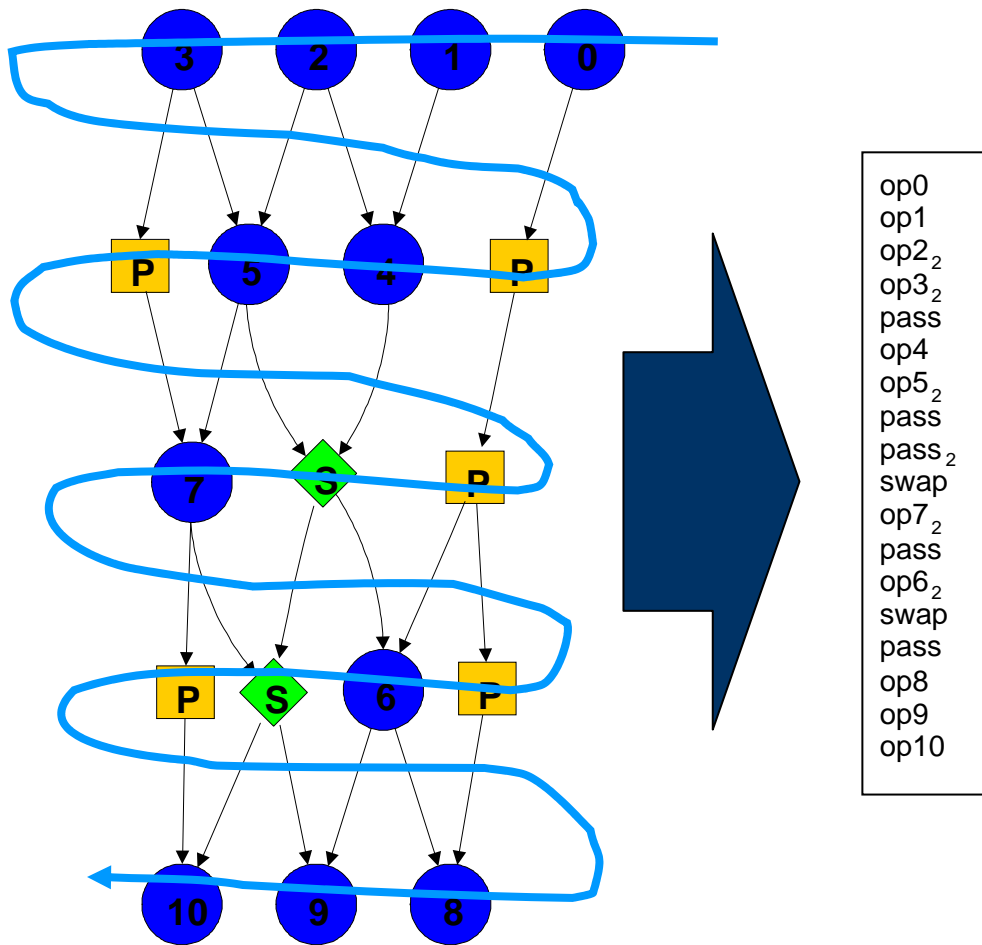 3 2 1 0
P 5 4 P
7 S P
P S 6 P
10 9 8
op0
op1
op2₂
op3₂
pass
op4
op5₂
pass
pass₂
swap
op7₂
pass
op6₂
swap
pass
op8
op9
op10